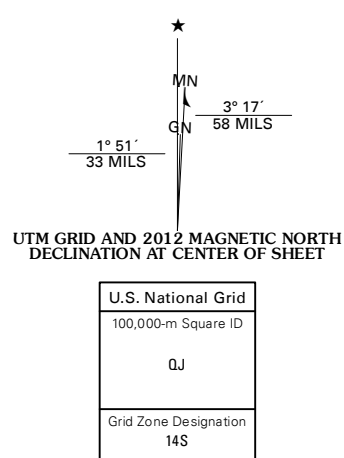 ★
MN
3° 17´
58 MILS
GN
1° 51´
33 MILS
UTM GRID AND 2012 MAGNETIC NORTH
DECLINATION AT CENTER OF SHEET
U.S. National Grid
100,000-m Square ID
QJ
Grid Zone Designation
14S